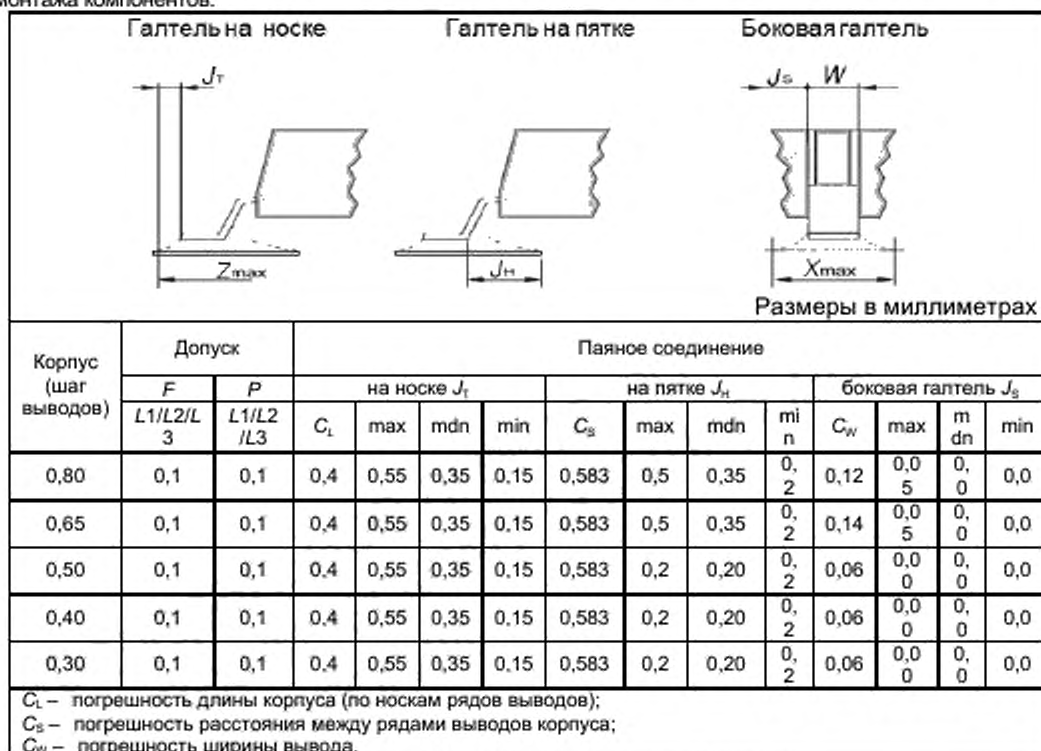 монтажа компонентов.
Галтель на носке Галтель на пятке Боковая галтель
Jт Js W
Zmax Jн Xmax
Размеры в миллиметрах
Корпус (шаг выводов) Допуск Паяное соединение
F P на носке Jт на пятке Jн боковая галтель Js
L1/L2/L3 L1/L2/L3 CL max mdn min Cs max mdn min Cw max mdn min
0,80 0,1 0,1 0,4 0,55 0,35 0,15 0,583 0,5 0,35 0,2 0,12 0,05 0,0 0,0
0,65 0,1 0,1 0,4 0,55 0,35 0,15 0,583 0,5 0,35 0,2 0,14 0,05 0,0 0,0
0,50 0,1 0,1 0,4 0,55 0,35 0,15 0,583 0,2 0,20 0,2 0,06 0,00 0,0 0,0
0,40 0,1 0,1 0,4 0,55 0,35 0,15 0,583 0,2 0,20 0,2 0,06 0,00 0,0 0,0
0,30 0,1 0,1 0,4 0,55 0,35 0,15 0,583 0,2 0,20 0,2 0,06 0,00 0,0 0,0
CL – погрешность длины корпуса (по носкам рядов выводов);
Cs – погрешность расстояния между рядами выводов корпуса;
Cw – погрешность ширины вывода.